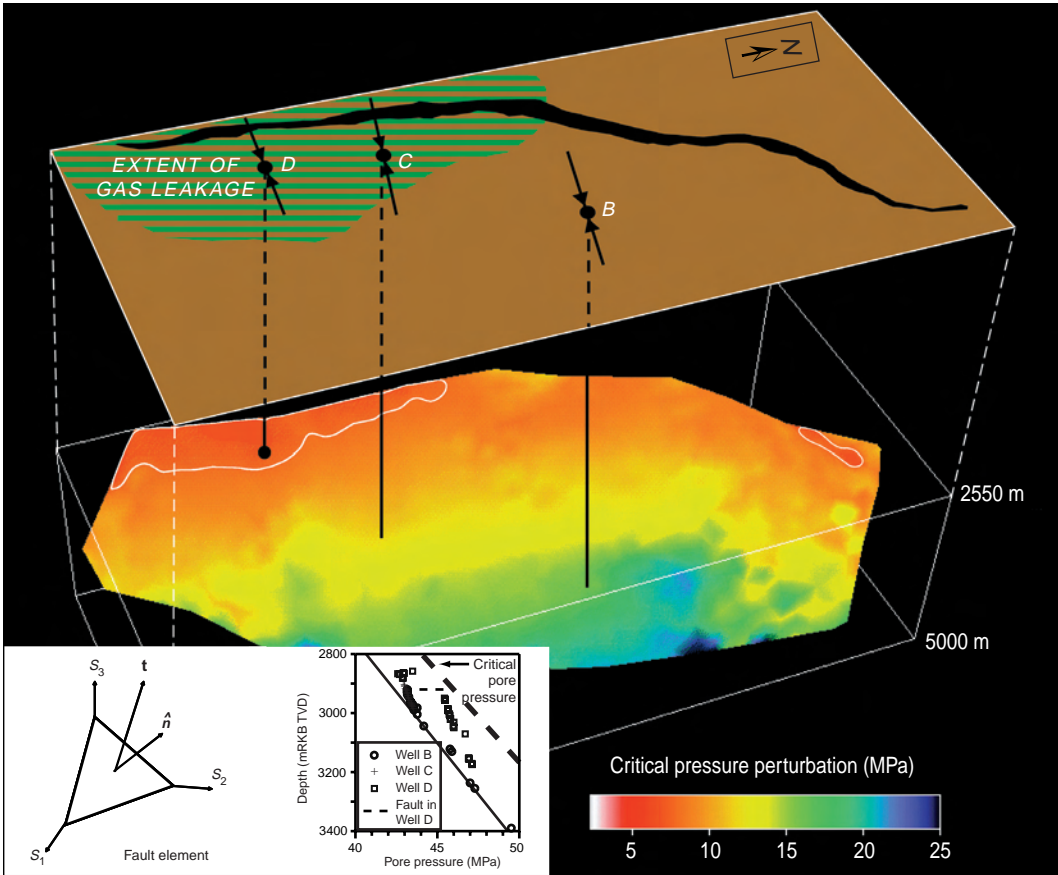 N
EXTENT OF
GAS LEAKAGE
D
C
B
2550 m
5000 m
S3
t
n̂
S2
S1
Fault element
2800
3000
3200
3400
Depth (mRKB TVD)
Critical
pore
pressure
Well B
Well C
Well D
Fault in
Well D
40 45 50
Pore pressure (MPa)
Critical pressure perturbation (MPa)
5 10 15 20 25